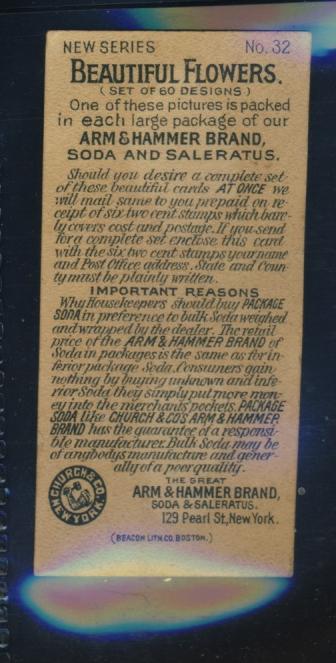 NEW SERIES No. 32
BEAUTIFUL FLOWERS.
(SET OF 60 DESIGNS)
One of these pictures is packed
in each large package of our
ARM & HAMMER BRAND,
SODA AND SALERATUS.
Should you desire a complete set
of these beautiful cards AT ONCE we
will mail same to you prepaid on re-
ceipt of six two cent stamps which bare-
ly covers cost and postage. If you send
for a complete set enclose this card
with the six two cent stamps your name
and Post Office address. State and Coun-
ty must be plainly written.
IMPORTANT REASONS
Why Housekeepers should buy PACKAGE
SODA in preference to bulk Soda weighed
and wrapped by the dealer. The retail
price of the ARM & HAMMER BRAND of
Soda in packages is the same as for in-
ferior package Soda. Consumers gain
nothing by buying unknown and infe-
rior Soda they simply put more mon-
ey into the merchants pockets. PACKAGE
SODA like CHURCH & CO'S ARM & HAMMER
BRAND has the guarantee of a responsi-
ble manufacturer. Bulk Soda may be
of anybodys manufacture and gener-
ally of a poor quality.
CHURCH & CO.
NEW YORK.
THE GREAT
ARM & HAMMER BRAND,
SODA & SALERATUS.
129 Pearl St, New York.
(BEACON LITH. CO. BOSTON.)